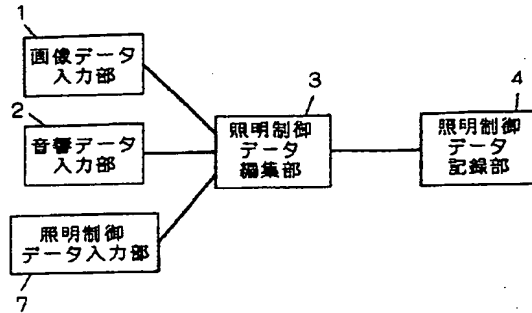 1
画像データ
入力部
2
音響データ
入力部
照明制御
データ入力部
7
3
照明制御
データ
編集部
4
照明制御
データ
記録部